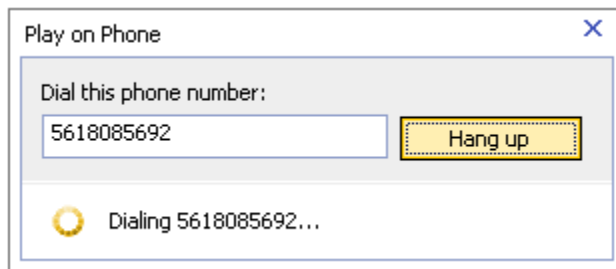 Play on Phone
Dial this phone number:
5618085692
Hang up
Dialing 5618085692...